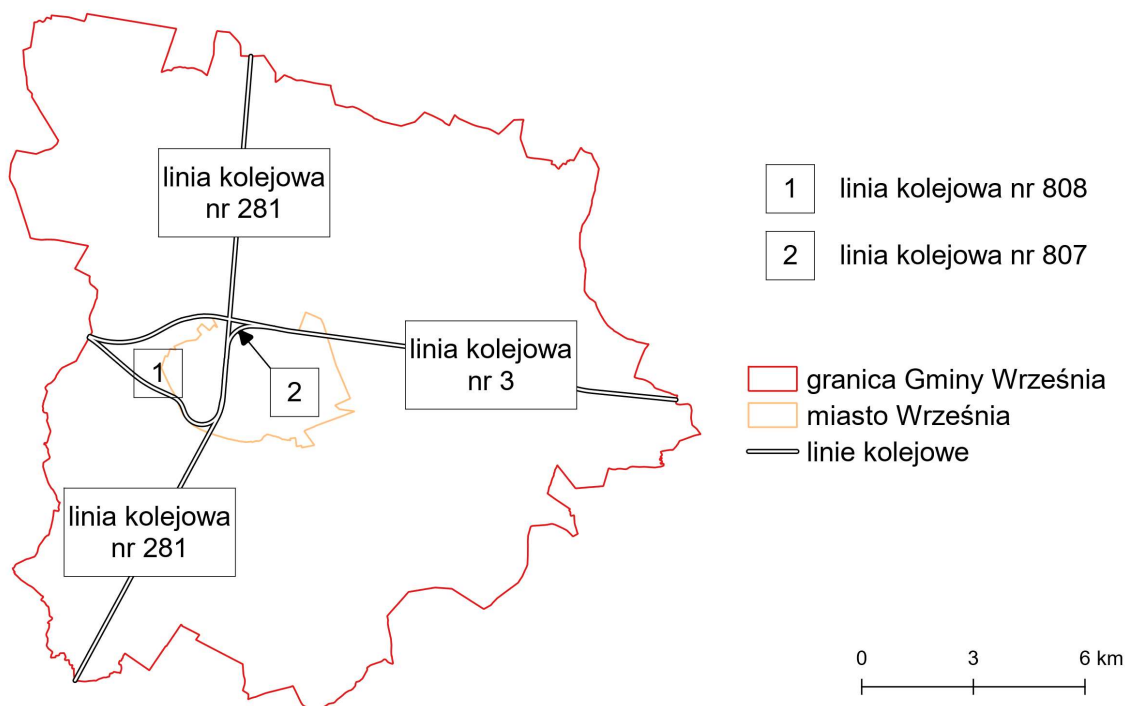 linia kolejowa
nr 281
1
linia kolejowa nr 808
2
linia kolejowa nr 807
linia kolejowa
nr 3
1
2
granica Gminy Września
miasto Września
linie kolejowe
linia kolejowa
nr 281
0
3
6 km